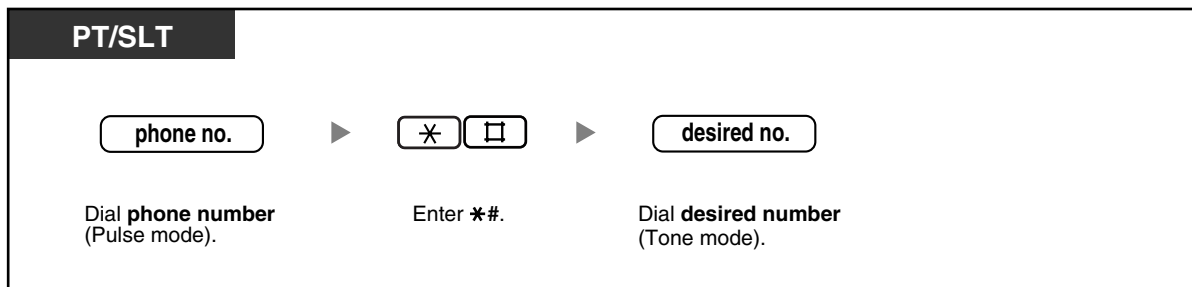 PT/SLT
phone no.
desired no.
Dial phone number
(Pulse mode).
Enter *#.
Dial desired number
(Tone mode).